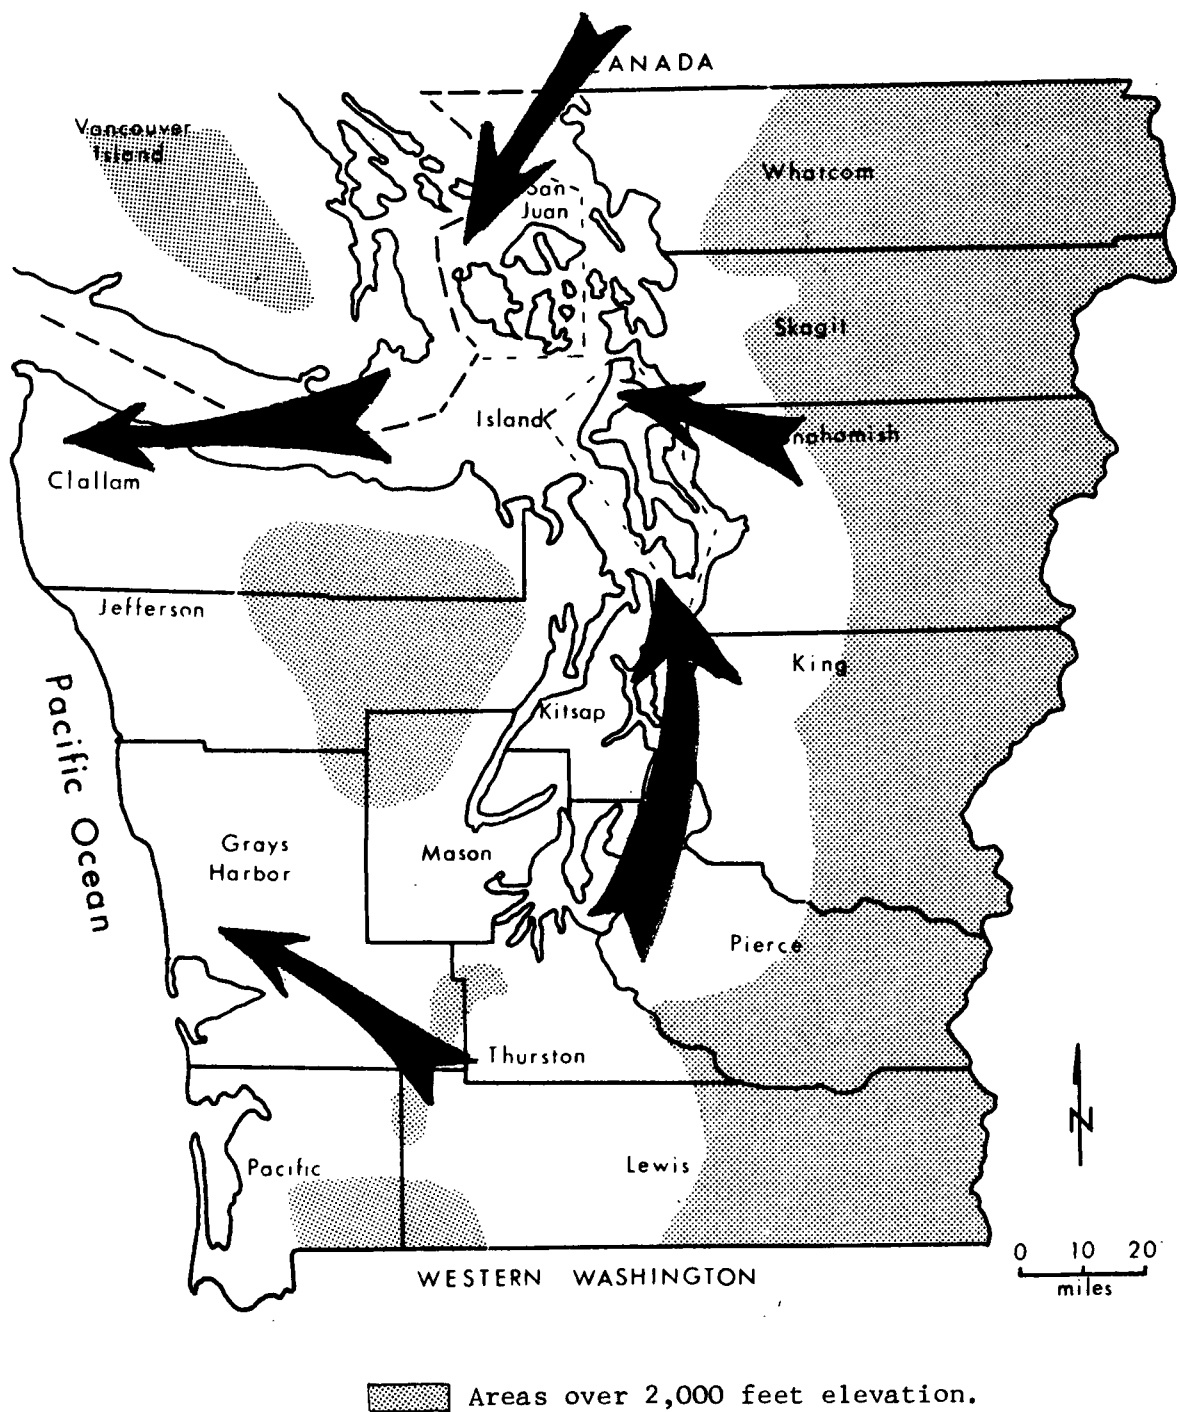 CANADA
Vancouver
Island
Whatcom
San
Juan
Skagit
Island
Snohomish
Clallam
Jefferson
King
Kitsap
Pacific Ocean
Grays
Harbor
Mason
Pierce
Thurston
N
Pacific
Lewis
0 10 20
miles
WESTERN WASHINGTON
Areas over 2,000 feet elevation.